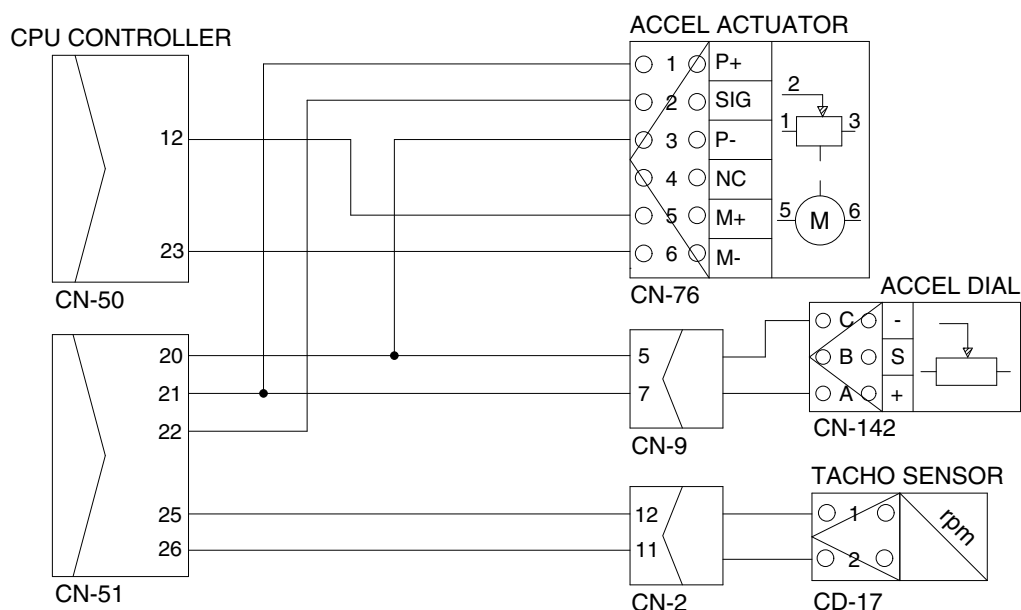 CPU CONTROLLER
12
23
CN-50
20
21
22
25
26
CN-51
ACCEL ACTUATOR
1 P+
2 SIG
3 P-
4 NC
5 M+
6 M-
2
1 3
5 M 6
CN-76
5
7
CN-9
ACCEL DIAL
C -
B S
A +
CN-142
12
11
CN-2
TACHO SENSOR
1
2
rpm
CD-17